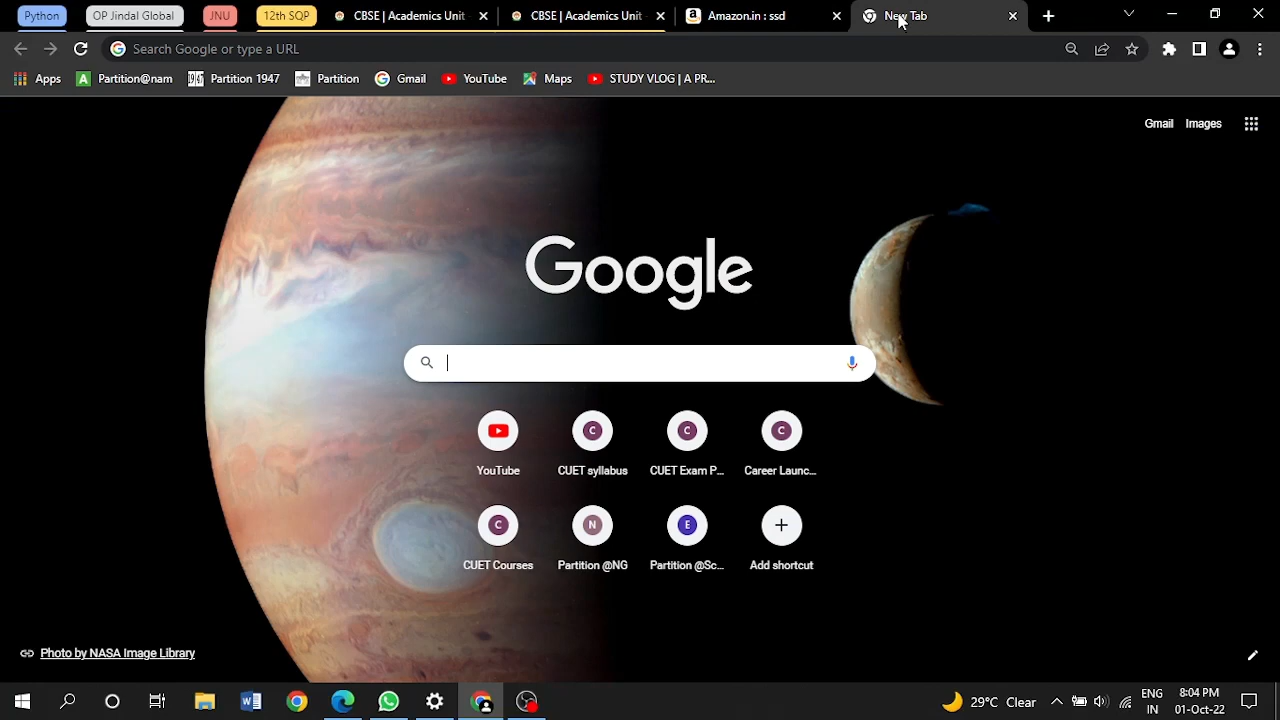 Python
OP Jindal Global
JNU
12th SQP
CBSE | Academics Unit
CBSE | Academics Unit
Amazon.in : ssd
New Tab
Search Google or type a URL
Apps
Partition@nam
1947 Partition 1947
Partition
Gmail
YouTube
Maps
STUDY VLOG | A PR...
Gmail
Images
Google
YouTube
CUET syllabus
CUET Exam P...
Career Launc...
CUET Courses
Partition @NG
Partition @Sc...
Add shortcut
Photo by NASA Image Library
29°C Clear
ENG
IN
6:04 PM
01-Oct-22